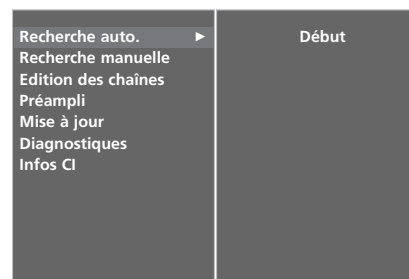 Recherche auto. ►
Début
Recherche manuelle
Edition des chaînes
Préampli
Mise à jour
Diagnostiques
Infos CI